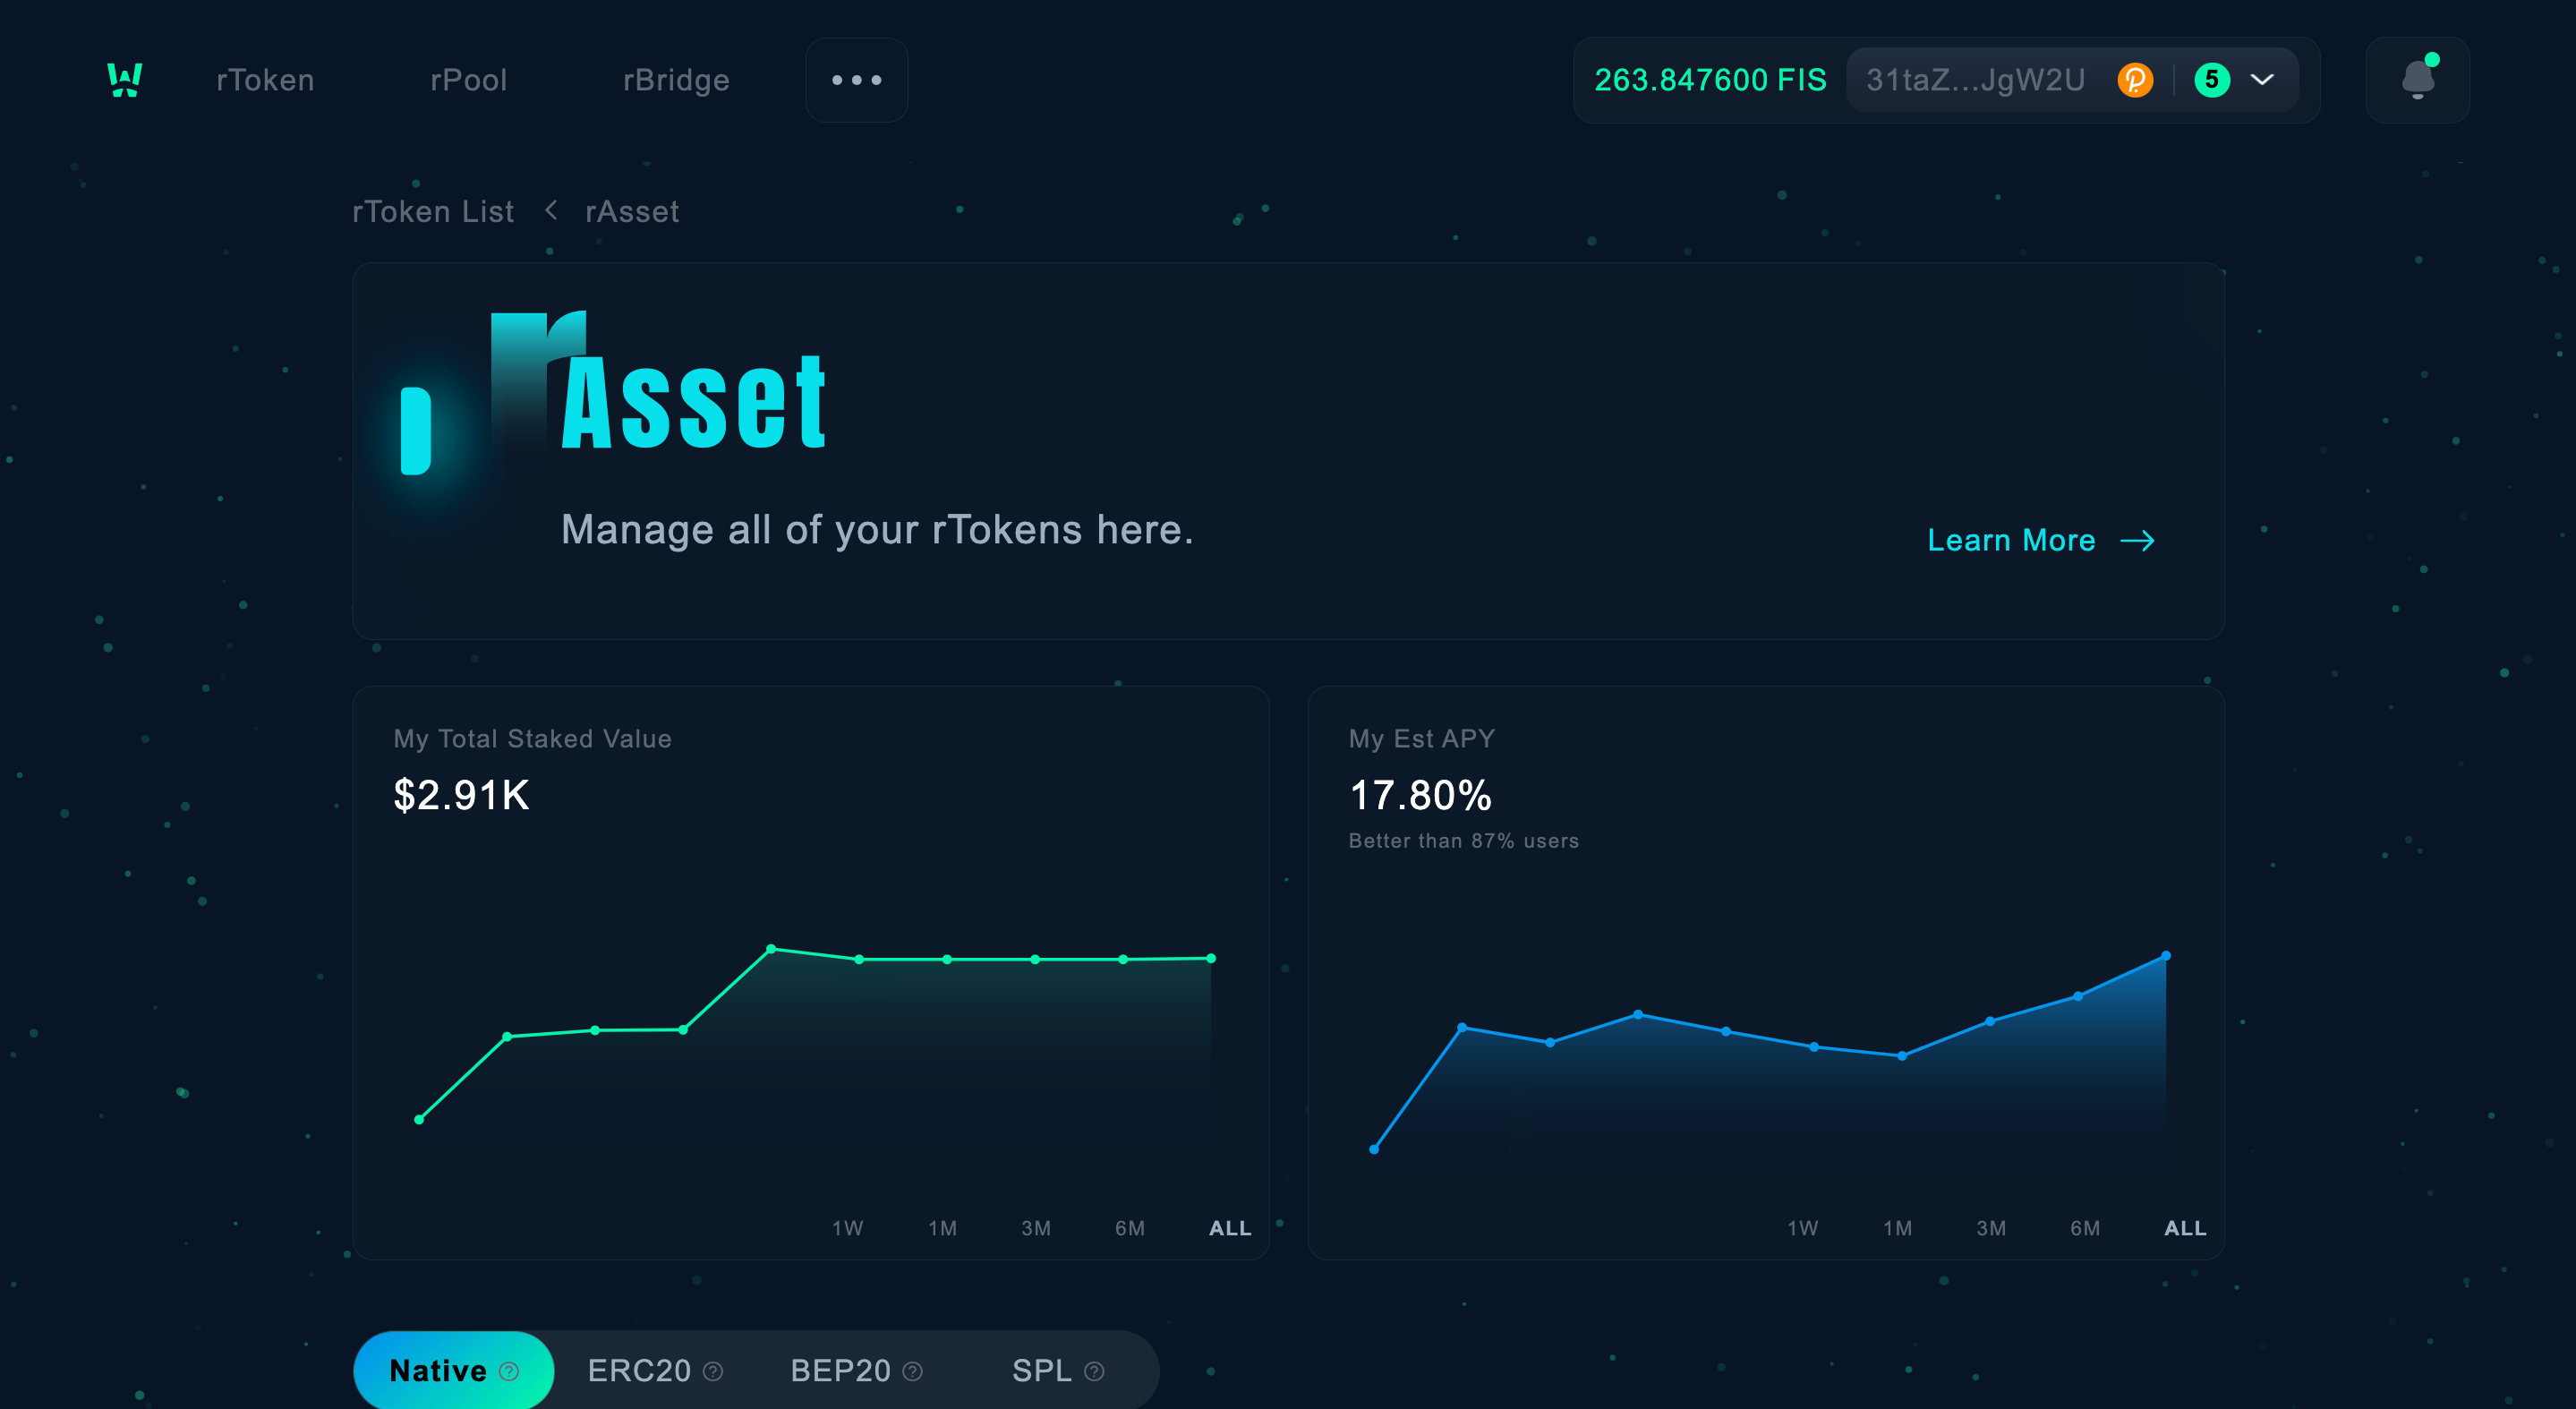 rToken rPool rBridge ••• 263.847600 FIS 31taZ...JgW2U 5
rToken List < rAsset
rAsset
Manage all of your rTokens here.
Learn More →
My Total Staked Value
$2.91K
1W 1M 3M 6M ALL
My Est APY
17.80%
Better than 87% users
1W 1M 3M 6M ALL
Native ? ERC20 ? BEP20 ? SPL ?